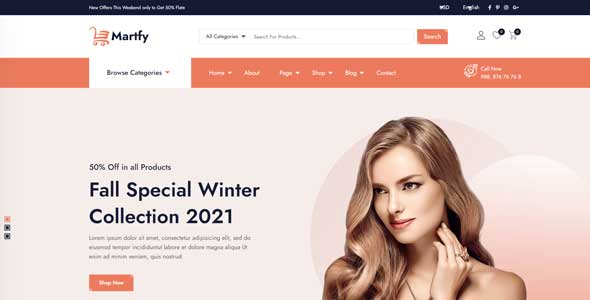 New Offers This Weekend only to Get 50% Flate
USD English
Martfy
All Categories Search For Products... Search
0 0
Browse Categories Home About Page Shop Blog Contact
Call Now
988. 876 76 76 8
50% Off in all Products
Fall Special Winter
Collection 2021
Lorem ipsum dolor sit amet, consectetur adipisicing elit, sed do
eiusmod tempor incididunt labore et dolore magna aliqua Ut
enim ad minim veniam, quis nostrud
Shop Now